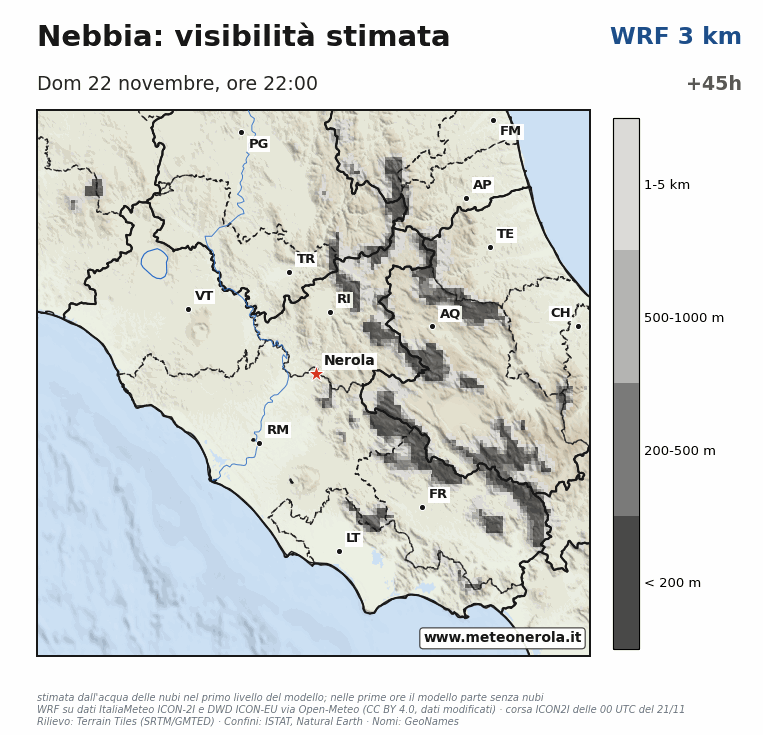 Nebbia: visibilità stimata
WRF 3 km
Dom 22 novembre, ore 22:00
+45h
FM
PG
AP
TE
TR
VT
RI
AQ
CH
Nerola
RM
FR
LT
www.meteonerola.it
1-5 km
500-1000 m
200-500 m
< 200 m
stimata dall'acqua delle nubi nel primo livello del modello; nelle prime ore il modello parte senza nubi
WRF su dati ItaliaMeteo ICON-2I e DWD ICON-EU via Open-Meteo (CC BY 4.0, dati modificati) · corsa ICON2I delle 00 UTC del 21/11
Rilievo: Terrain Tiles (SRTM/GMTED) · Confini: ISTAT, Natural Earth · Nomi: GeoNames